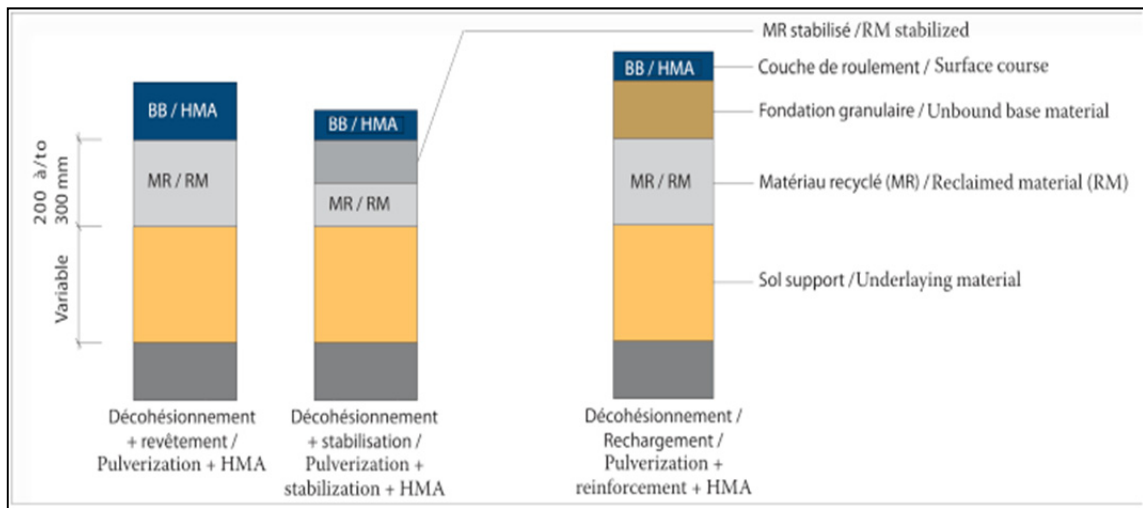 MR stabilisé /RM stabilized
BB / HMA
Couche de roulement / Surface course
BB / HMA
BB / HMA
Fondation granulaire / Unbound base material
200 à/to
300 mm
MR / RM
MR / RM
MR / RM
Matériau recyclé (MR) / Reclaimed material (RM)
Variable
Sol support /Underlaying material
Décohésionnement
+ revêtement /
Pulverization + HMA
Décohésionnement
+ stabilisation /
Pulverization +
stabilization + HMA
Décohésionnement /
Rechargement /
Pulverization +
reinforcement + HMA